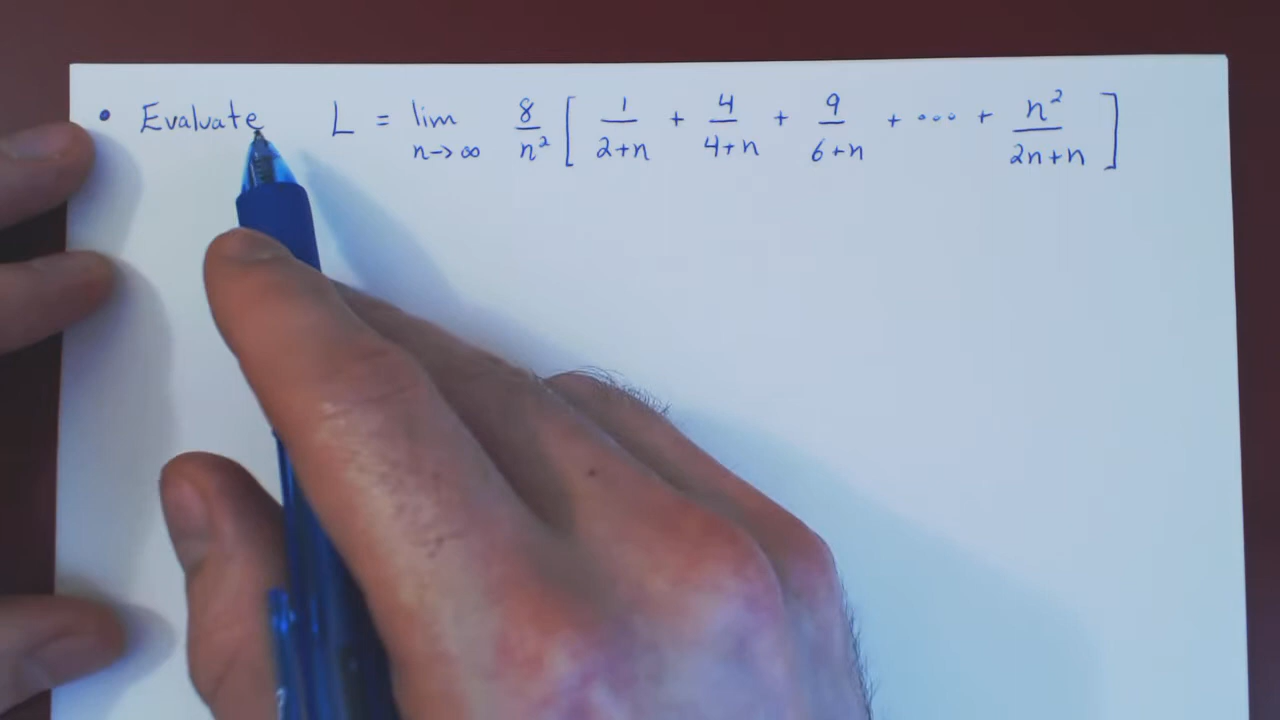 • Evaluate L = lim n→∞ 8/n² [ 1/(2+n) + 4/(4+n) + 9/(6+n) + ··· + n²/(2n+n) ]